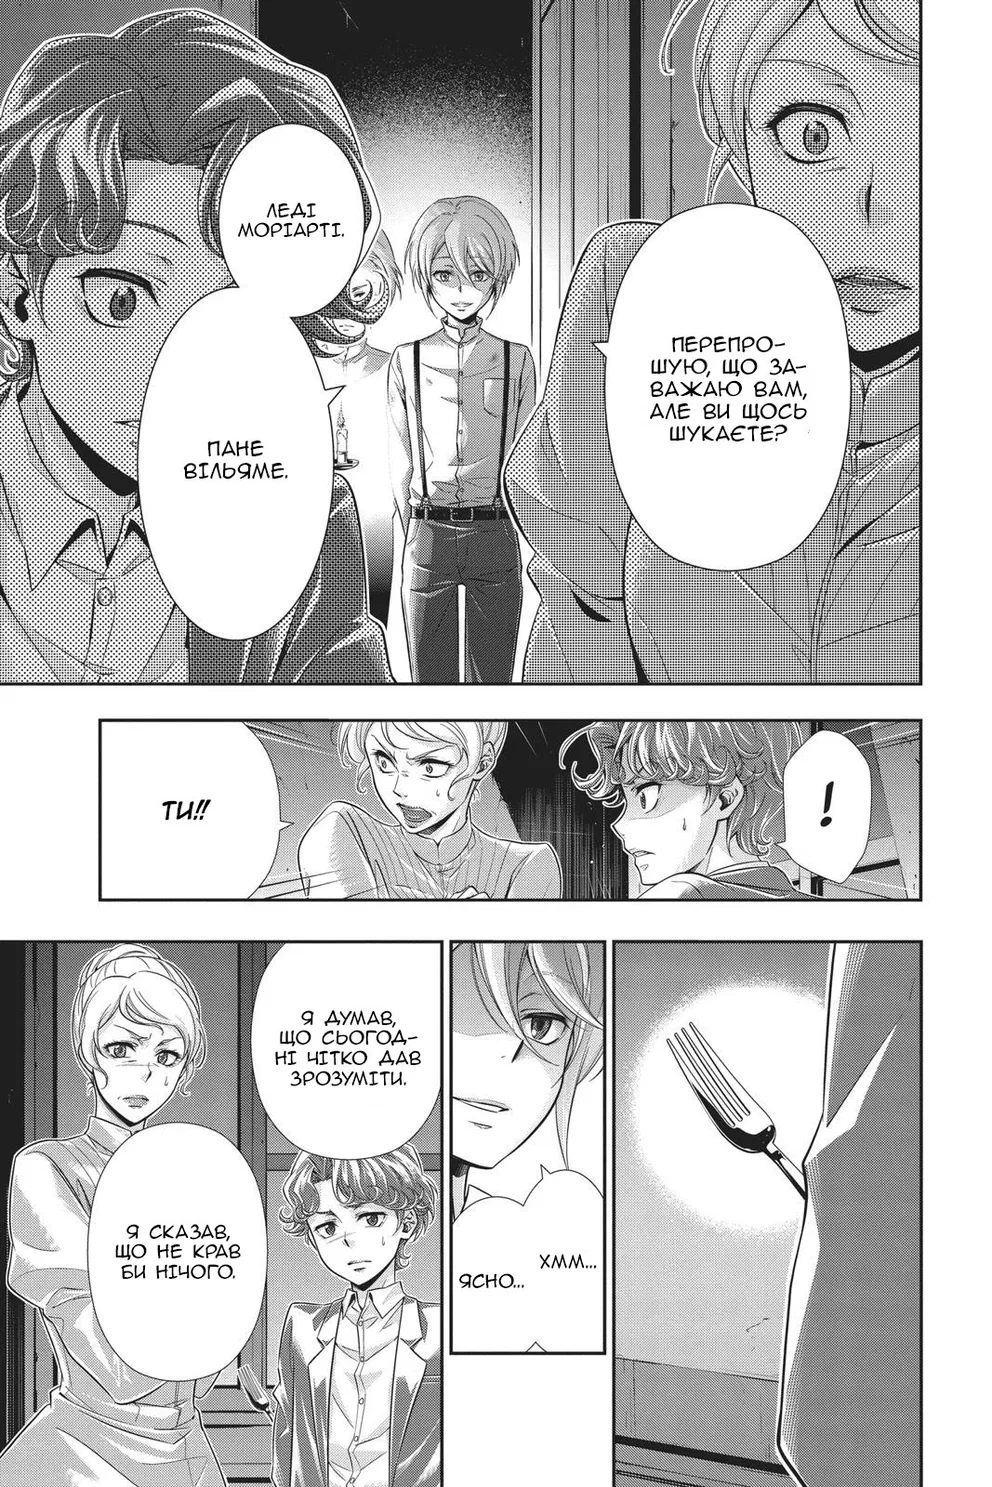 ПЕРЕПРО-
ШУЮ, ЩО ЗА-
ВАЖАЮ ВАМ,
АЛЕ ВИ ЩОСЬ
ШУКАЄТЕ?
ЛЕДІ
МОРІАРТІ.
ПАНЕ
ВІЛЬЯМЕ.
!
ТИ!!
ХММ...
ЯСНО...
Я ДУМАВ,
ЩО СЬОГОД-
НІ ЧІТКО ДАВ
ЗРОЗУМІТИ.
Я СКАЗАВ,
ЩО НЕ КРАВ
БИ НІЧОГО.